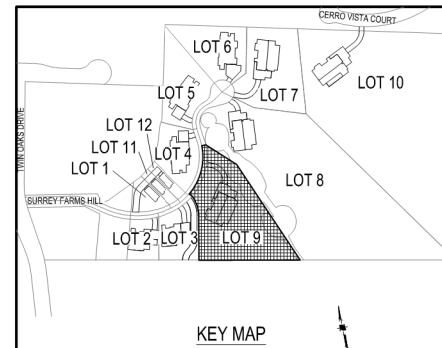 CERRO VISTA COURT
LOT 6
LOT 10
LOT 5
LOT 7
TWIN OAKS DRIVE
LOT 12
LOT 11
LOT 4
LOT 1
LOT 8
SURREY FARMS HILL
LOT 2
LOT 3
LOT 9
KEY MAP